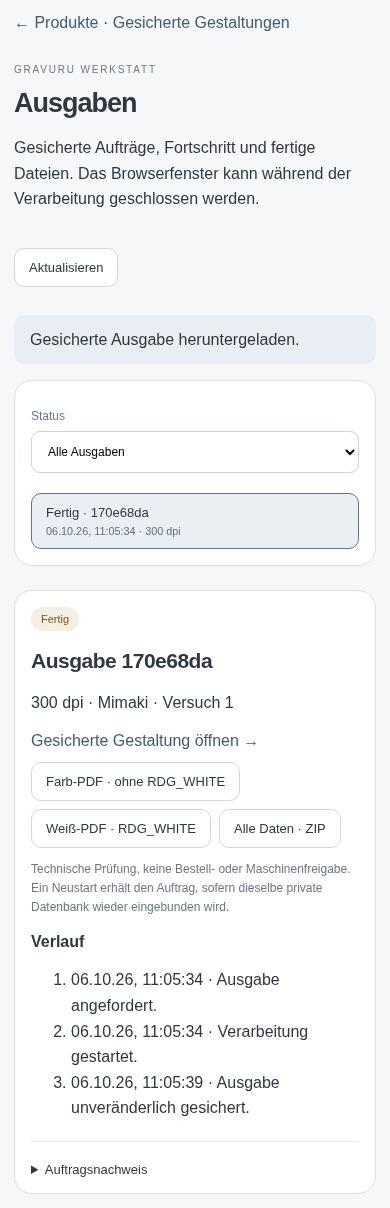 ← Produkte · Gesicherte Gestaltungen
GRAVURU WERKSTATT
Ausgaben
Gesicherte Aufträge, Fortschritt und fertige
Dateien. Das Browserfenster kann während der
Verarbeitung geschlossen werden.
Aktualisieren
Gesicherte Ausgabe heruntergeladen.
Status
Alle Ausgaben
Fertig · 170e68da
06.10.26, 11:05:34 · 300 dpi
Fertig
Ausgabe 170e68da
300 dpi · Mimaki · Versuch 1
Gesicherte Gestaltung öffnen →
Farb-PDF · ohne RDG_WHITE
Weiß-PDF · RDG_WHITE
Alle Daten · ZIP
Technische Prüfung, keine Bestell- oder Maschinenfreigabe.
Ein Neustart erhält den Auftrag, sofern dieselbe private
Datenbank wieder eingebunden wird.
Verlauf
1. 06.10.26, 11:05:34 · Ausgabe
angefordert.
2. 06.10.26, 11:05:34 · Verarbeitung
gestartet.
3. 06.10.26, 11:05:39 · Ausgabe
unveränderlich gesichert.
▶ Auftragsnachweis